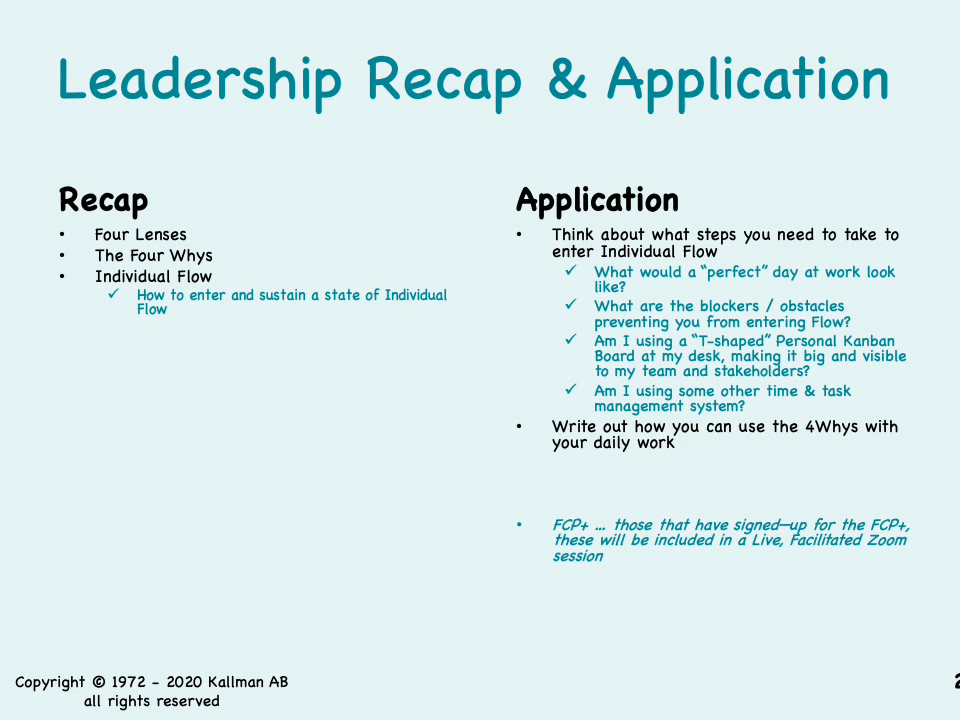 Leadership Recap & Application
Recap
• Four Lenses
• The Four Whys
• Individual Flow
✓ How to enter and sustain a state of Individual
Flow
Application
• Think about what steps you need to take to
enter Individual Flow
✓ What would a “perfect” day at work look
like?
✓ What are the blockers / obstacles
preventing you from entering Flow?
✓ Am I using a “T-shaped” Personal Kanban
Board at my desk, making it big and visible
to my team and stakeholders?
✓ Am I using some other time & task
management system?
• Write out how you can use the 4Whys with
your daily work
• FCP+ … those that have signed–up for the FCP+,
these will be included in a Live, Facilitated Zoom
session
Copyright © 1972 - 2020 Kallman AB
all rights reserved